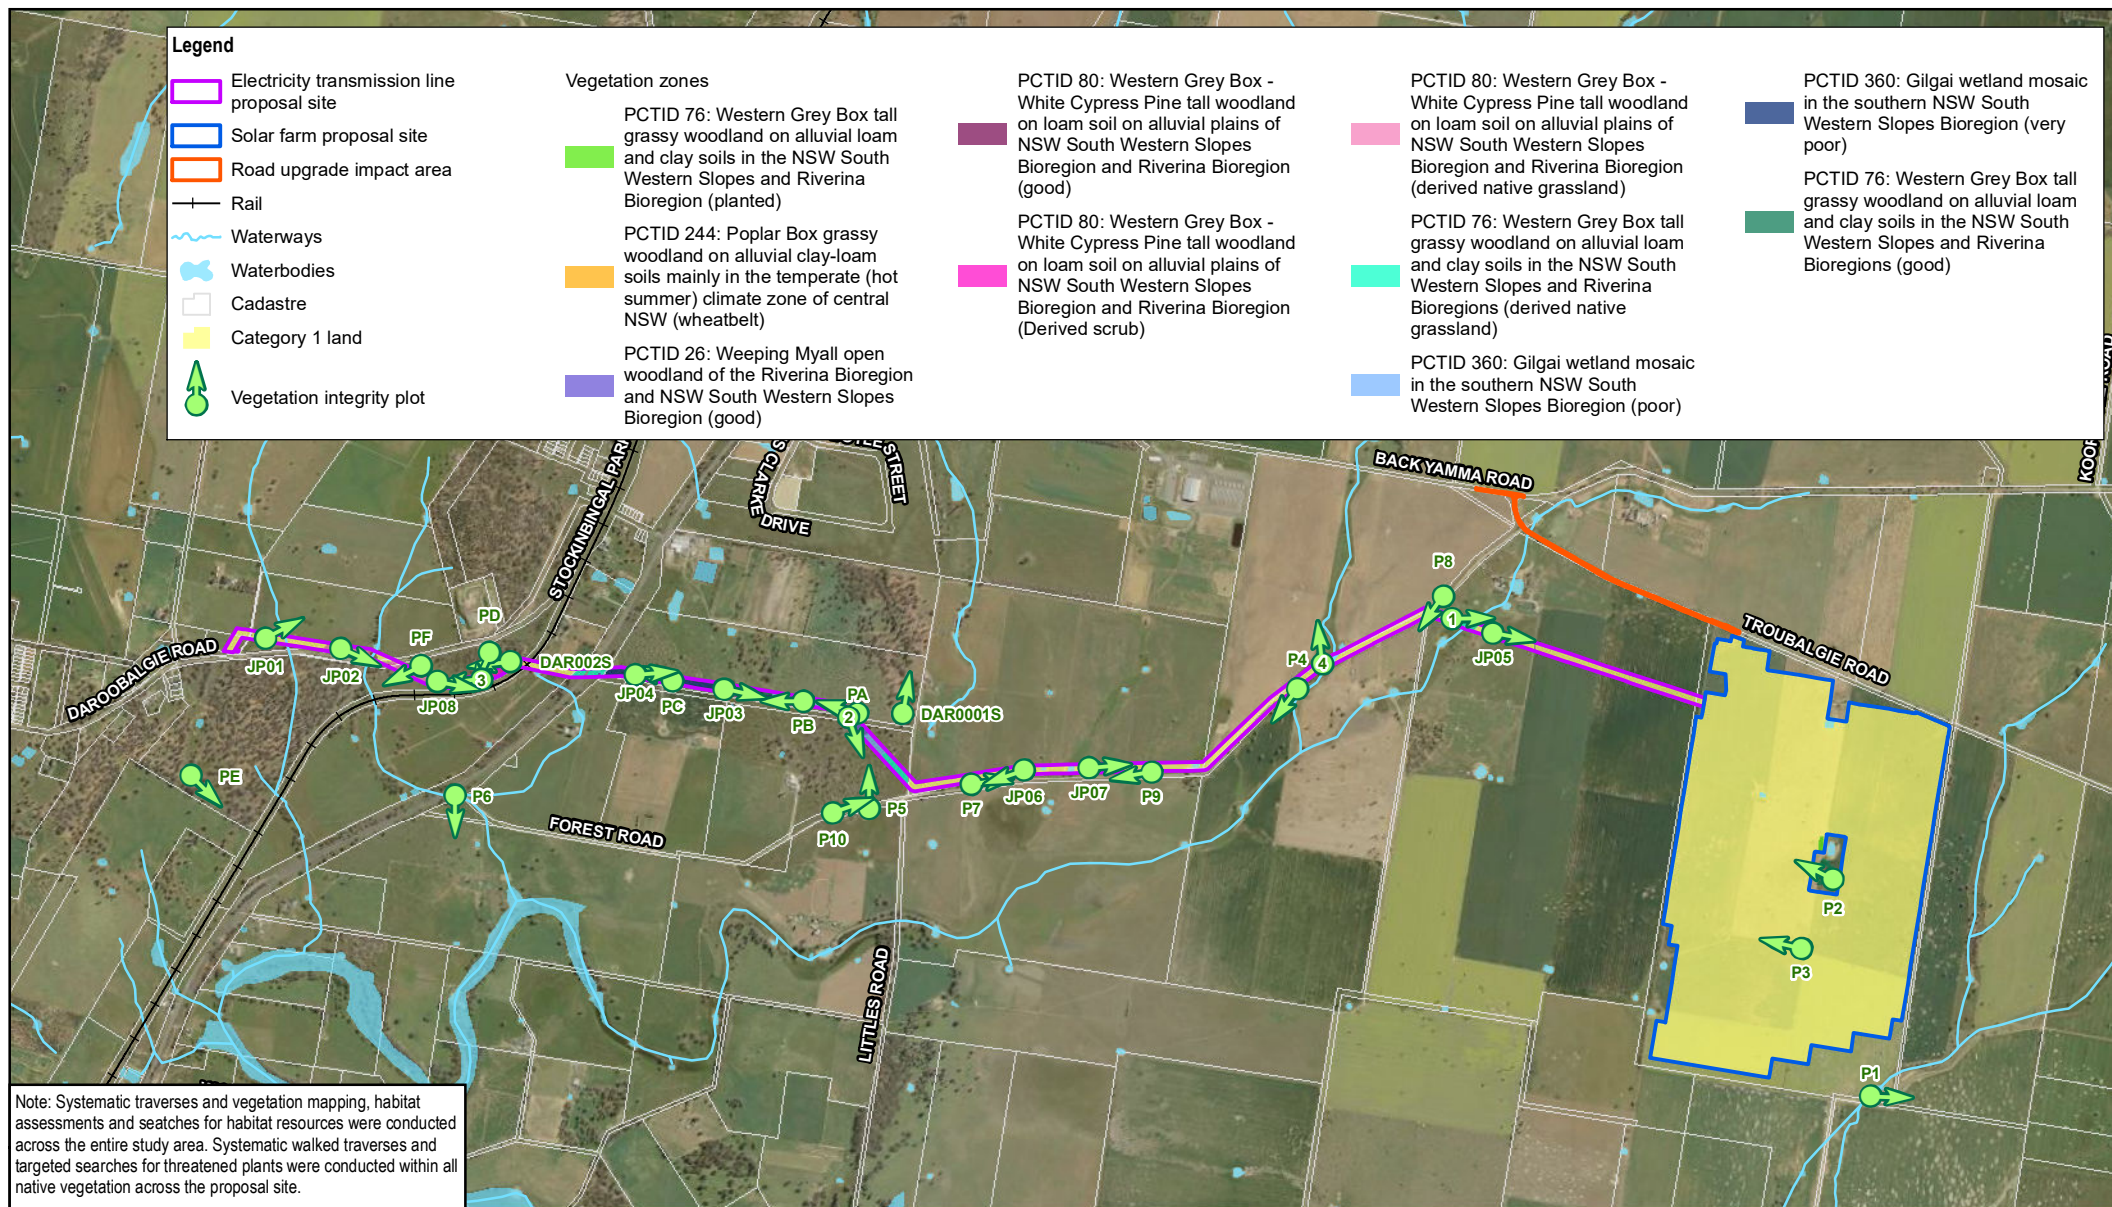 Legend
Electricity transmission line
proposal site
Solar farm proposal site
Road upgrade impact area
Rail
Waterways
Waterbodies
Cadastre
Category 1 land
Vegetation integrity plot
Vegetation zones
PCTID 76: Western Grey Box tall
grassy woodland on alluvial loam
and clay soils in the NSW South
Western Slopes and Riverina
Bioregion (planted)
PCTID 244: Poplar Box grassy
woodland on alluvial clay-loam
soils mainly in the temperate (hot
summer) climate zone of central
NSW (wheatbelt)
PCTID 26: Weeping Myall open
woodland of the Riverina Bioregion
and NSW South Western Slopes
Bioregion (good)
PCTID 80: Western Grey Box -
White Cypress Pine tall woodland
on loam soil on alluvial plains of
NSW South Western Slopes
Bioregion and Riverina Bioregion
(good)
PCTID 80: Western Grey Box -
White Cypress Pine tall woodland
on loam soil on alluvial plains of
NSW South Western Slopes
Bioregion and Riverina Bioregion
(Derived scrub)
PCTID 80: Western Grey Box -
White Cypress Pine tall woodland
on loam soil on alluvial plains of
NSW South Western Slopes
Bioregion and Riverina Bioregion
(derived native grassland)
PCTID 76: Western Grey Box tall
grassy woodland on alluvial loam
and clay soils in the NSW South
Western Slopes and Riverina
Bioregions (derived native
grassland)
PCTID 360: Gilgai wetland mosaic
in the southern NSW South
Western Slopes Bioregion (poor)
PCTID 360: Gilgai wetland mosaic
in the southern NSW South
Western Slopes Bioregion (very
poor)
PCTID 76: Western Grey Box tall
grassy woodland on alluvial loam
and clay soils in the NSW South
Western Slopes and Riverina
Bioregions (good)
STREET
CLARKE
DRIVE
STOCKINBINGAL
BACK YAMMA ROAD
ROAD
TROUBALGIE ROAD
DAROOBALGIE ROAD
FOREST ROAD
LITTLES ROAD
P8
1
JP05
P4
4
PD
PF
JP01
JP02
3
JP08
DAR002S
JP04
PC
JP03
PB
PA
2
DAR0001S
PE
P6
P10
P5
P7
JP06
JP07
P9
P2
P3
P1
Note: Systematic traverses and vegetation mapping, habitat
assessments and seatches for habitat resources were conducted
across the entire study area. Systematic walked traverses and
targeted searches for threatened plants were conducted within all
native vegetation across the proposal site.